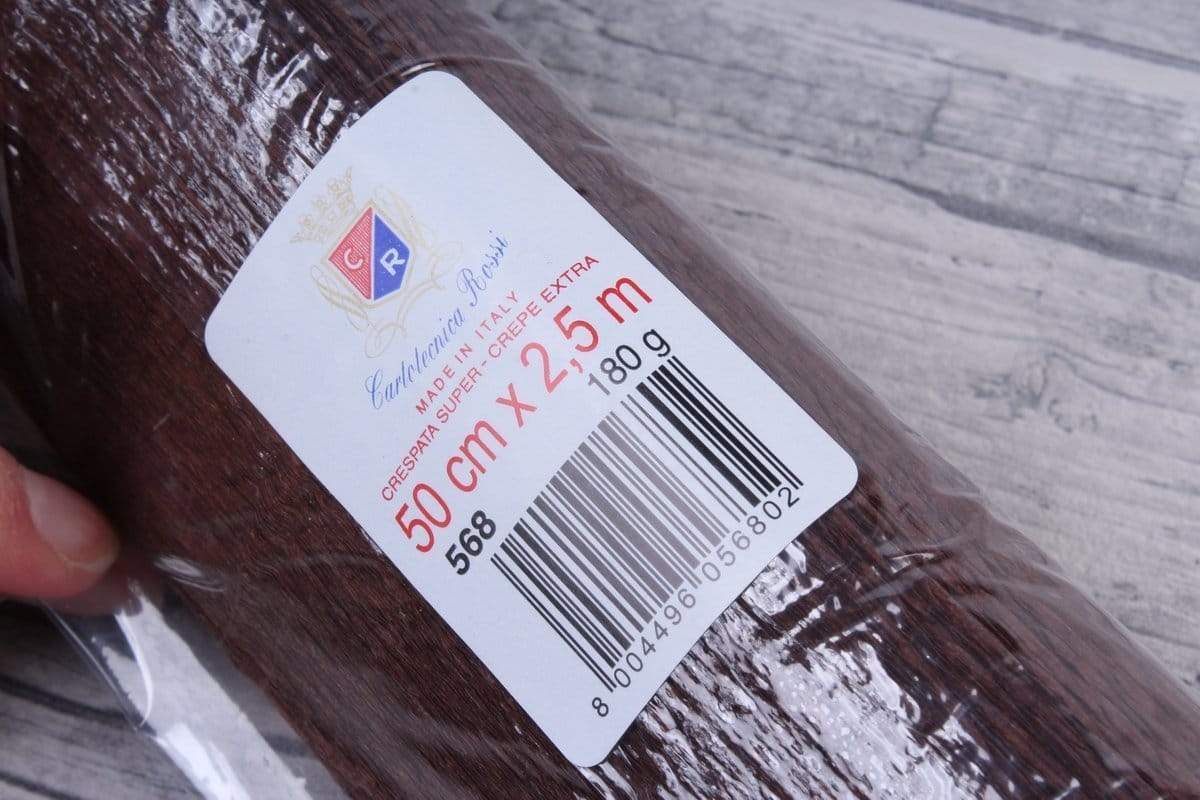 C R
Cartotecnica Rossi
MADE IN ITALY
CRESPATA SUPER - CREPE EXTRA
50 cm x 2,5 m
568 180 g
8 004496 056802